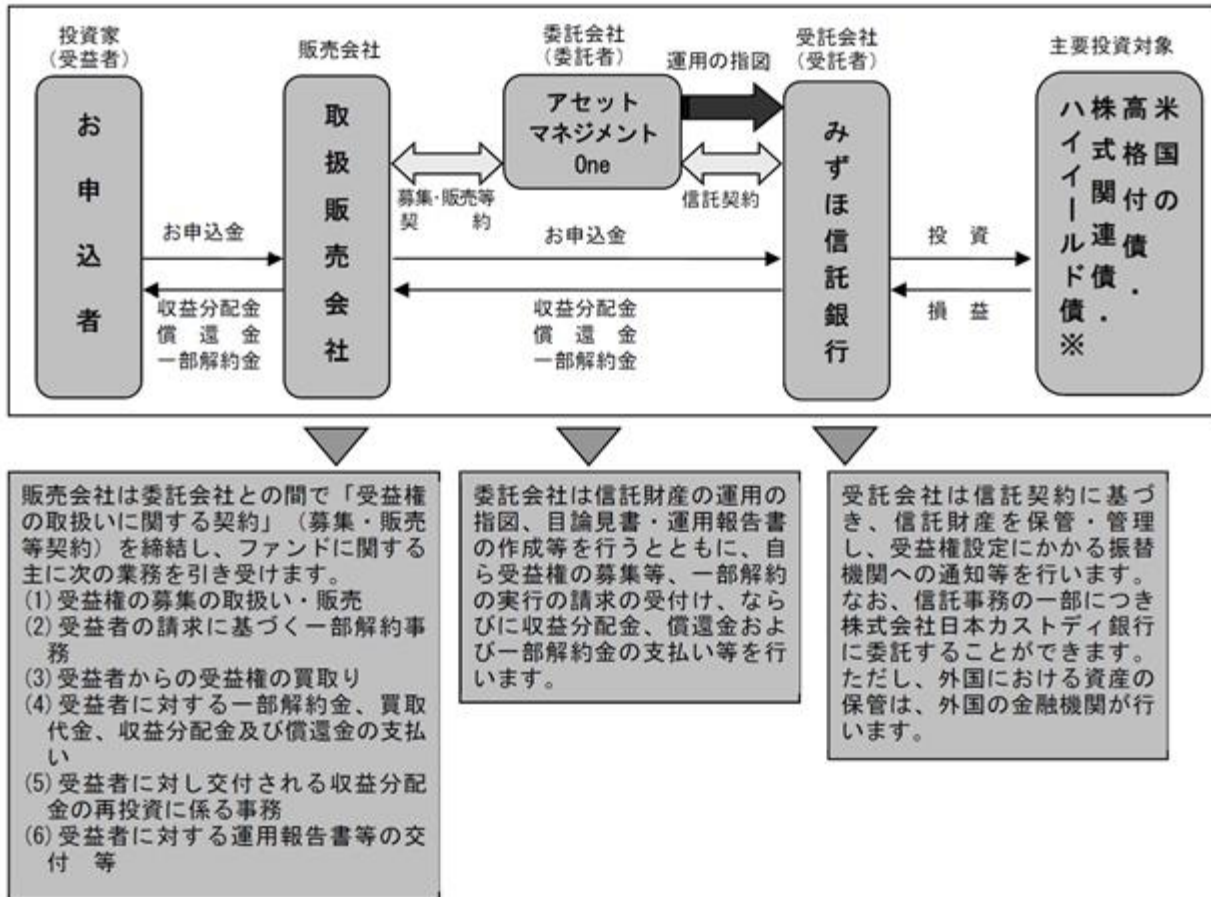 投資家
（受益者）
販売会社
委託会社
（委託者）
受託会社
（受託者）
主要投資対象
お申込者
取扱販売会社
アセット
マネジメント
One
運用の指図
みずほ信託銀行
米国の
高格付債・
株式関連債・
ハイイールド債※
募集・販売等
契　　約
信託契約
お申込金
収益分配金
償　還　金
一部解約金
お申込金
収益分配金
償　還　金
一部解約金
投　資
損　益
販売会社は委託会社との間で「受益権
の取扱いに関する契約」（募集・販売
等契約）を締結し、ファンドに関する
主に次の業務を引き受けます。
(1)受益権の募集の取扱い・販売
(2)受益者の請求に基づく一部解約事
務
(3)受益者からの受益権の買取り
(4)受益者に対する一部解約金、買取
代金、収益分配金及び償還金の支払
い
(5)受益者に対し交付される収益分配
金の再投資に係る事務
(6)受益者に対する運用報告書等の交
付　等
委託会社は信託財産の運用の
指図、目論見書・運用報告書
の作成等を行うとともに、自
ら受益権の募集等、一部解約
の実行の請求の受付け、なら
びに収益分配金、償還金およ
び一部解約金の支払い等を行
います。
受託会社は信託契約に基づ
き、信託財産を保管・管理
し、受益権設定にかかる振替
機関への通知等を行います。
なお、信託事務の一部につき
株式会社日本カストディ銀行
に委託することができます。
ただし、外国における資産の
保管は、外国の金融機関が行
います。